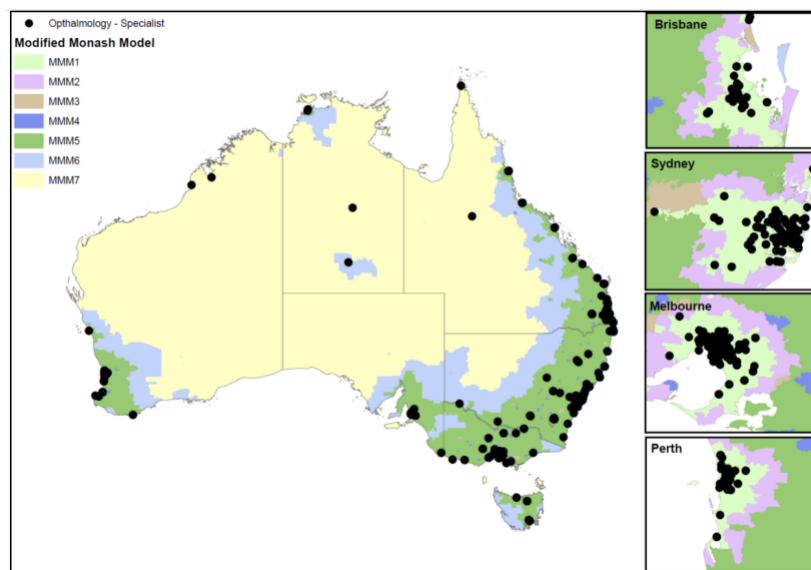 Opthalmology - Specialist
Modified Monash Model
MMM1
MMM2
MMM3
MMM4
MMM5
MMM6
MMM7
Brisbane
Sydney
Melbourne
Perth